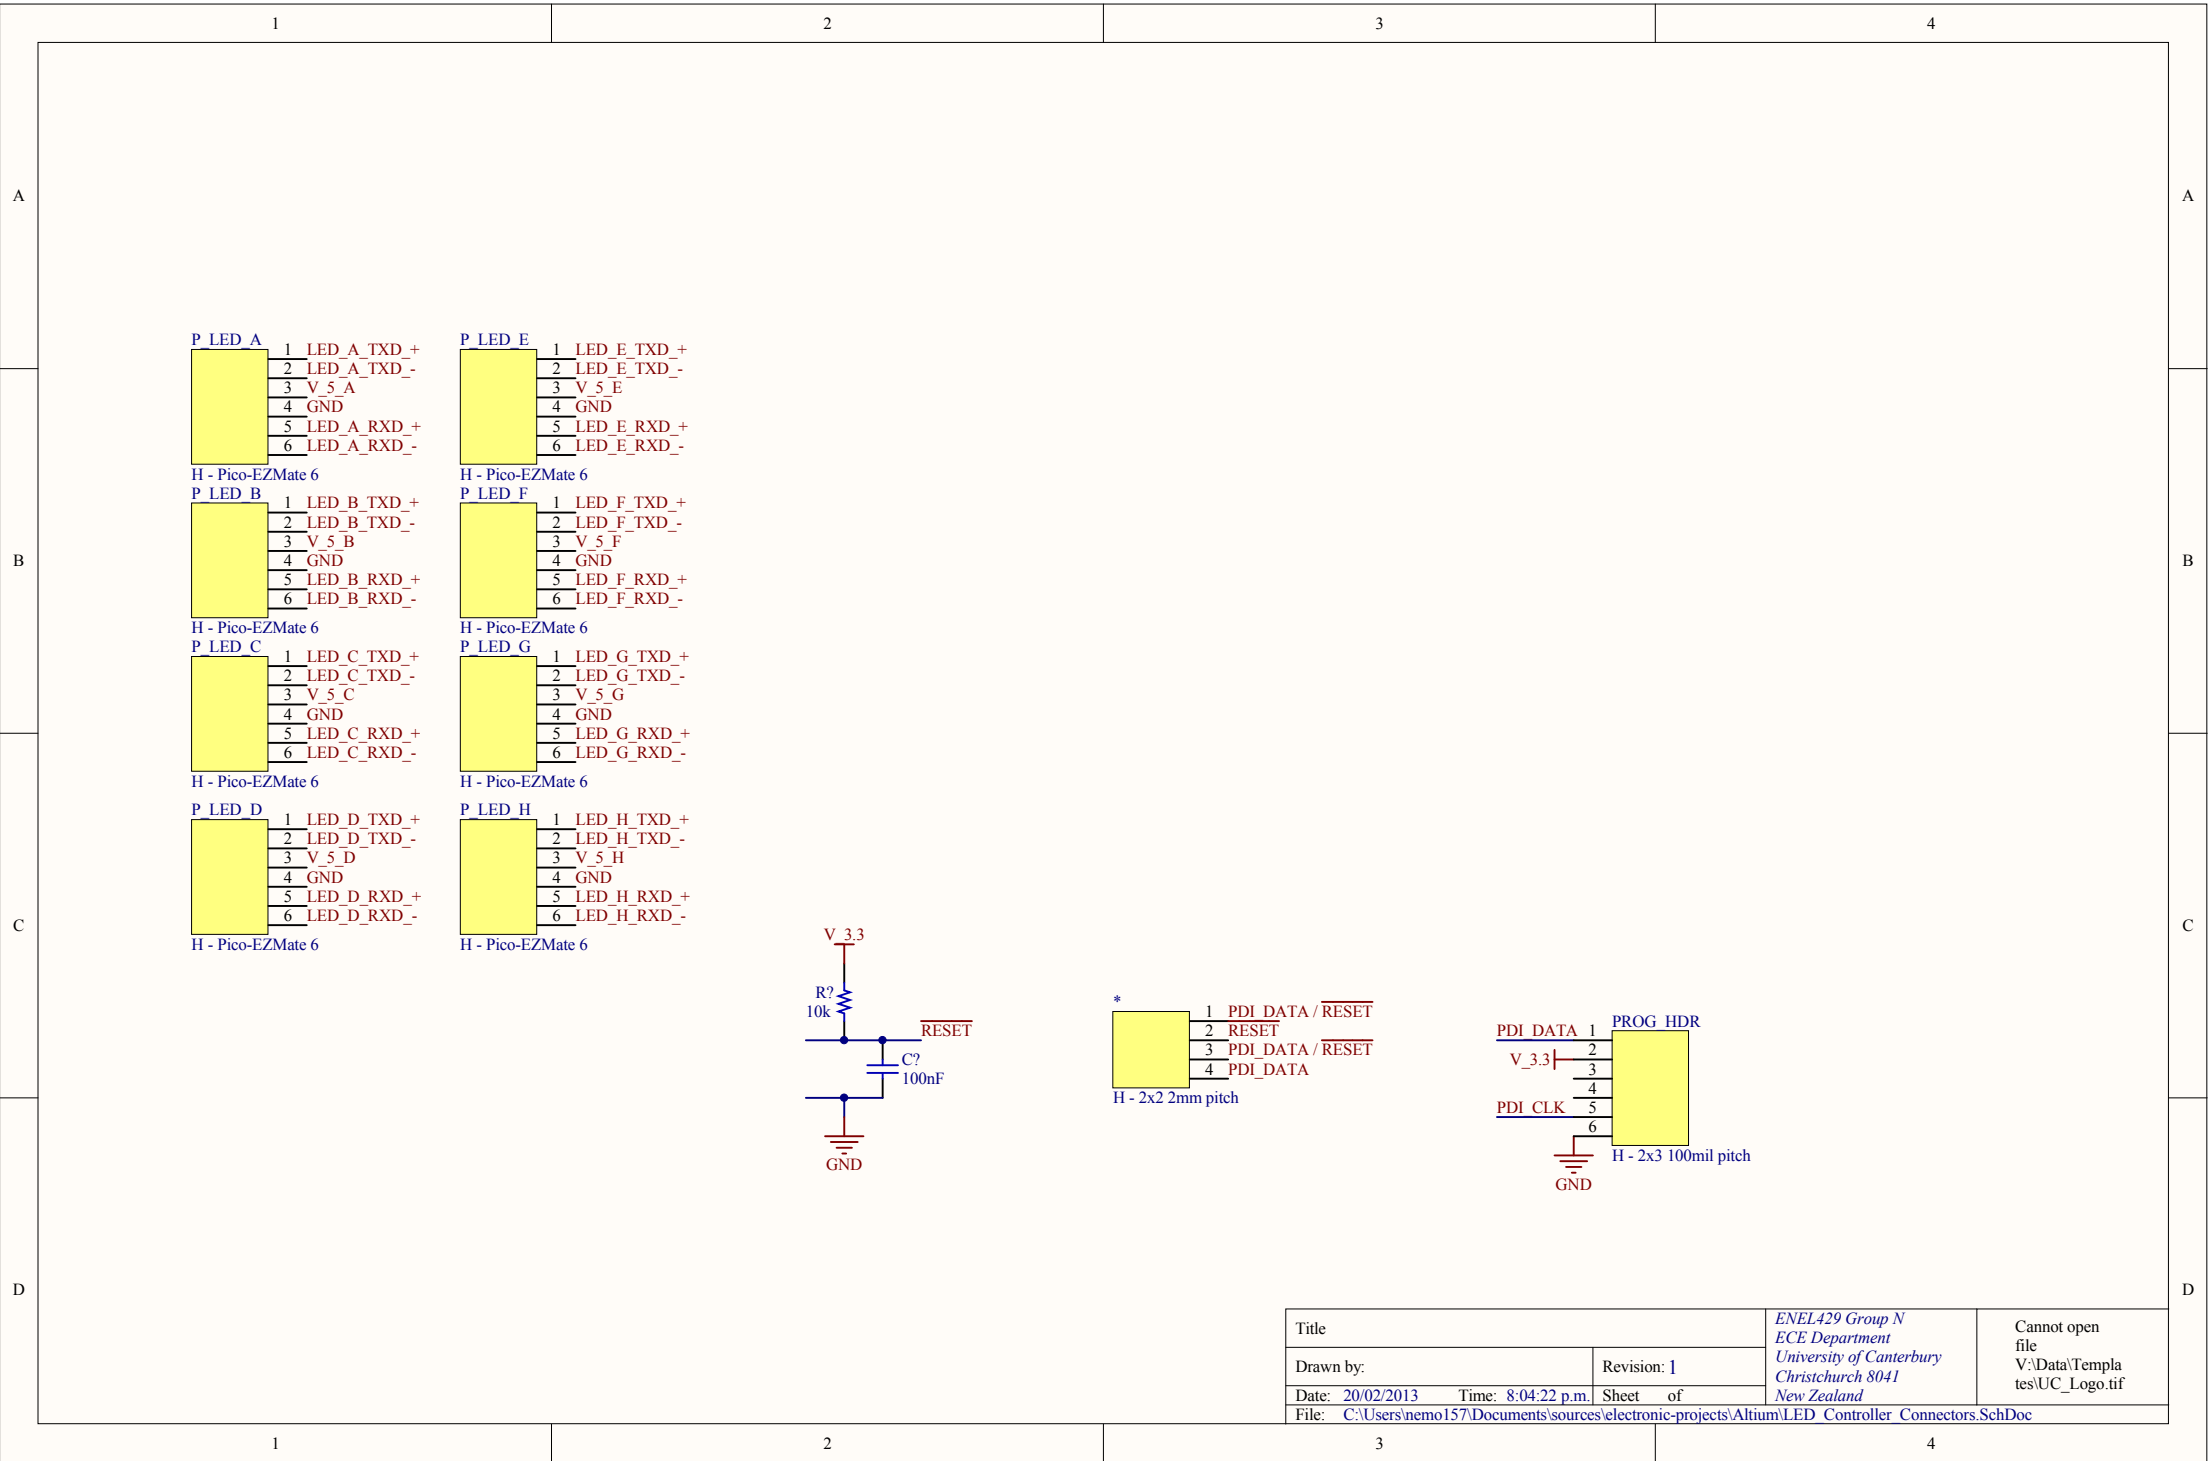 1 2 3 4
A A
P_LED_A
1 LED_A_TXD_+
2 LED_A_TXD_-
3 V_5_A
4 GND
5 LED_A_RXD_+
6 LED_A_RXD_-
H - Pico-EZMate 6
P_LED_E
1 LED_E_TXD_+
2 LED_E_TXD_-
3 V_5_E
4 GND
5 LED_E_RXD_+
6 LED_E_RXD_-
H - Pico-EZMate 6
B B
P_LED_B
1 LED_B_TXD_+
2 LED_B_TXD_-
3 V_5_B
4 GND
5 LED_B_RXD_+
6 LED_B_RXD_-
H - Pico-EZMate 6
P_LED_F
1 LED_F_TXD_+
2 LED_F_TXD_-
3 V_5_F
4 GND
5 LED_F_RXD_+
6 LED_F_RXD_-
H - Pico-EZMate 6
P_LED_C
1 LED_C_TXD_+
2 LED_C_TXD_-
3 V_5_C
4 GND
5 LED_C_RXD_+
6 LED_C_RXD_-
H - Pico-EZMate 6
P_LED_G
1 LED_G_TXD_+
2 LED_G_TXD_-
3 V_5_G
4 GND
5 LED_G_RXD_+
6 LED_G_RXD_-
H - Pico-EZMate 6
P_LED_D
1 LED_D_TXD_+
2 LED_D_TXD_-
3 V_5_D
4 GND
5 LED_D_RXD_+
6 LED_D_RXD_-
H - Pico-EZMate 6
P_LED_H
1 LED_H_TXD_+
2 LED_H_TXD_-
3 V_5_H
4 GND
5 LED_H_RXD_+
6 LED_H_RXD_-
H - Pico-EZMate 6
C C
V_3.3
R?
10k
RESET
C?
100nF
GND
*
1 PDI_DATA / RESET
2 RESET
3 PDI_DATA / RESET
4 PDI_DATA
H - 2x2 2mm pitch
PROG_HDR
PDI_DATA 1
V_3.3 2
3
4
PDI_CLK 5
6
GND
H - 2x3 100mil pitch
D D
Title
Drawn by:
Revision: 1
Date: 20/02/2013 Time: 8:04:22 p.m. Sheet of
File: C:\Users\nemo157\Documents\sources\electronic-projects\Altium\LED_Controller_Connectors.SchDoc
ENEL429 Group N
ECE Department
University of Canterbury
Christchurch 8041
New Zealand
Cannot open
file
V:\Data\Templa
tes\UC_Logo.tif
1 2 3 4